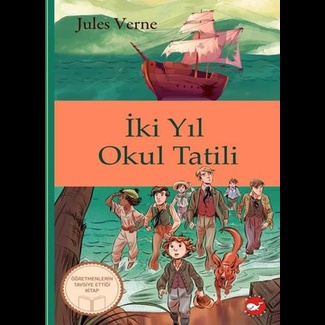 Jules Verne
İki Yıl
Okul Tatili
ÖĞRETMENLERİN
TAVSİYE ETTİĞİ
KİTAP